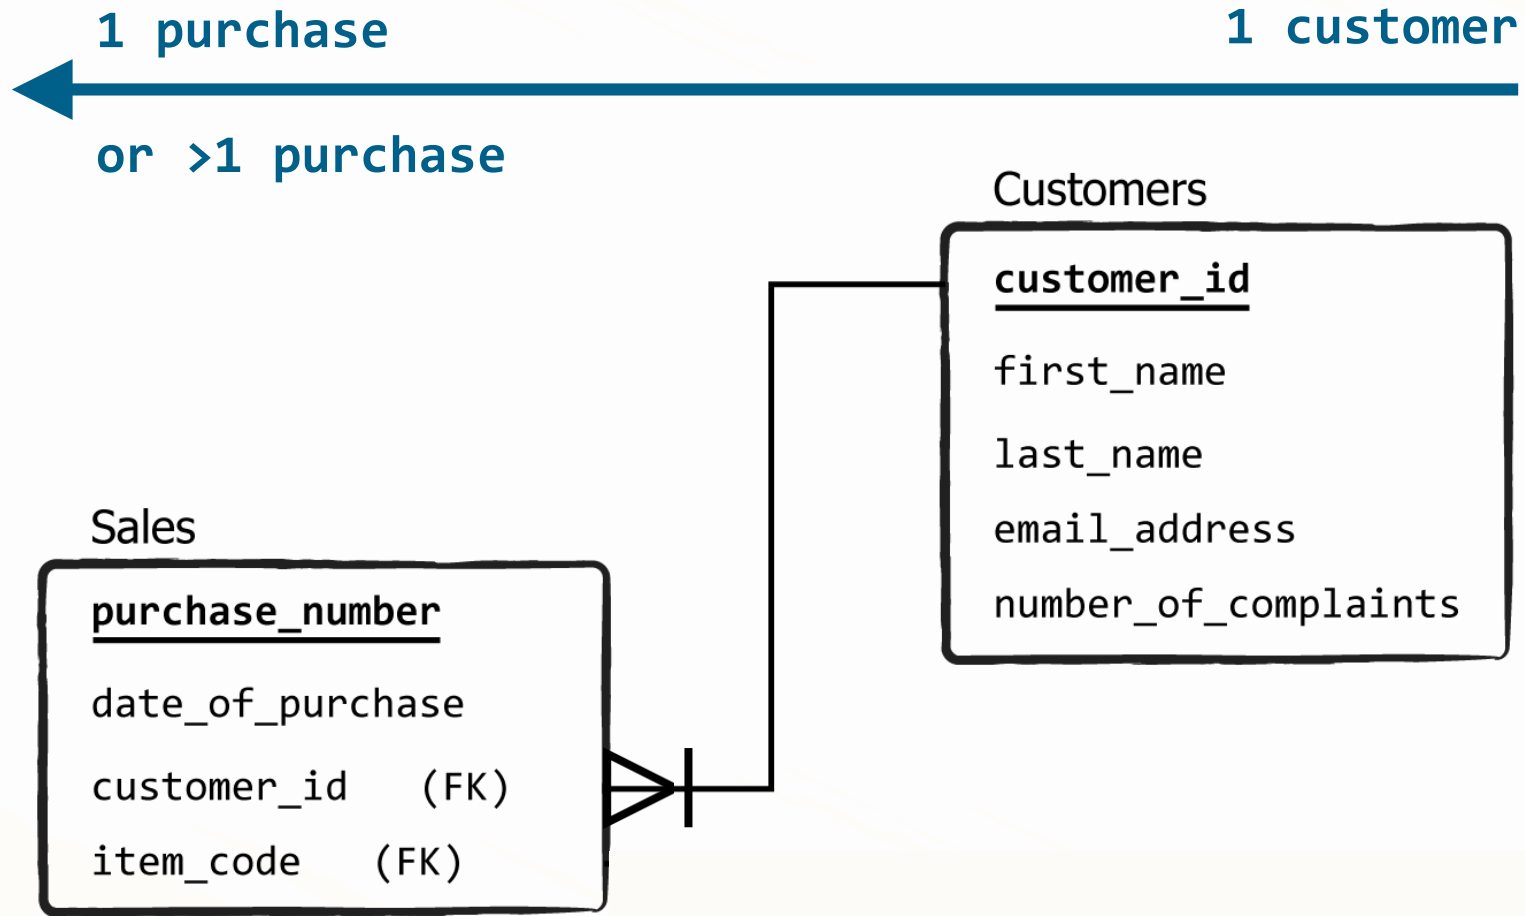 1 purchase
1 customer
or >1 purchase
Customers
customer_id
first_name
last_name
email_address
number_of_complaints
Sales
purchase_number
date_of_purchase
customer_id (FK)
item_code (FK)